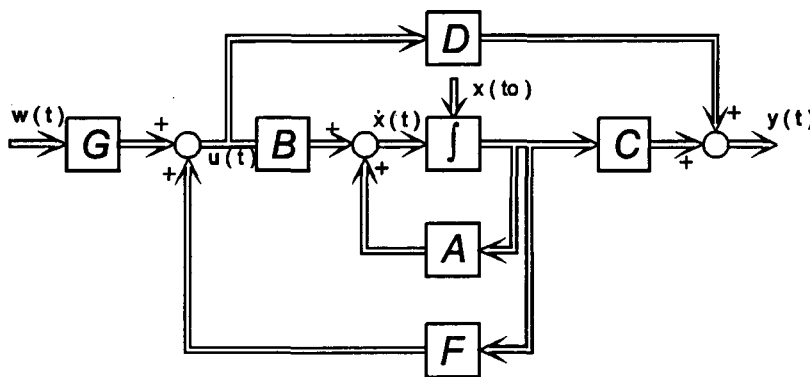 D
w(t)
+
x(to)
+
y(t)
G
u(t)
B
+
ẋ(t)
∫
C
+
+
+
A
F